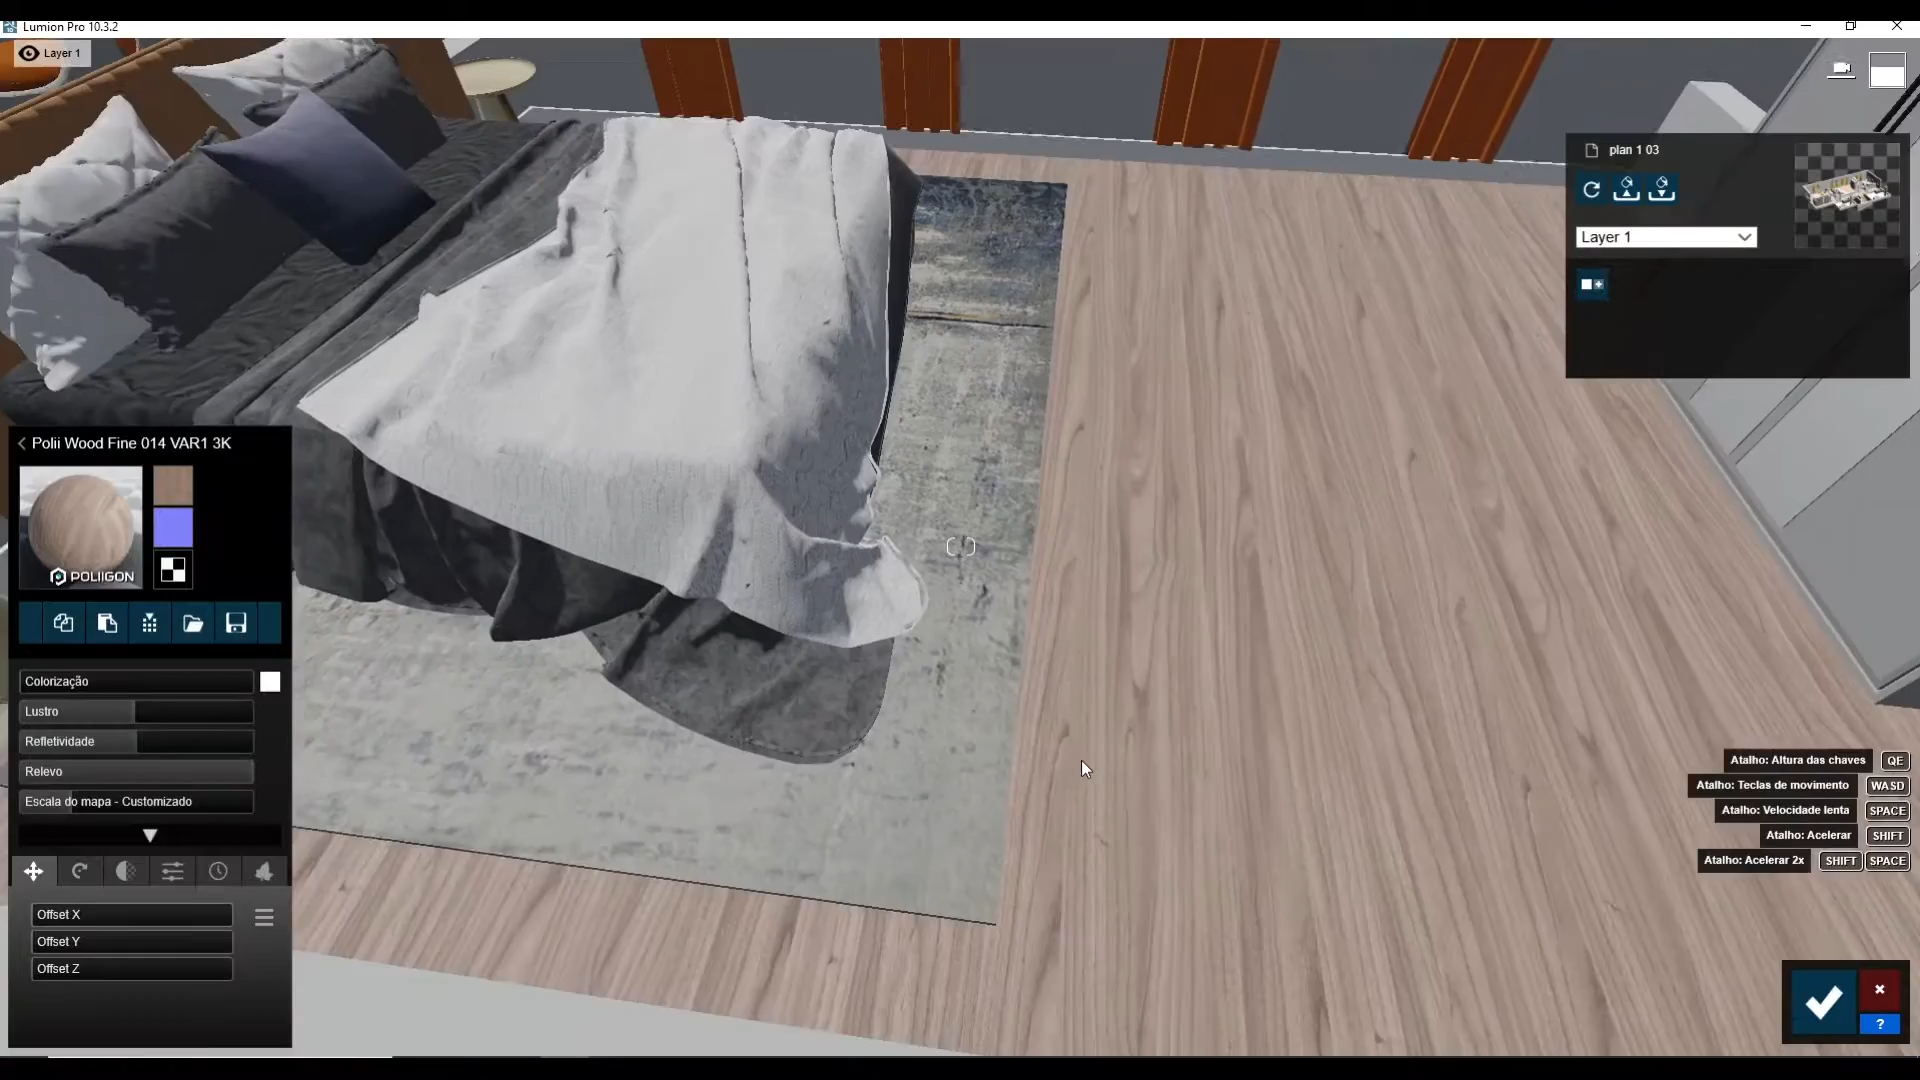 Lumion Pro 10.3.2
Layer 1
plan 1 03
Layer 1
Polii Wood Fine 014 VAR1 3K
POLIIGON
Colorização
Lustro
Refletividade
Relevo
Escala do mapa - Customizado
Offset X
Offset Y
Offset Z
Atalho: Altura das chaves QE
Atalho: Teclas de movimento WASD
Atalho: Velocidade lenta SPACE
Atalho: Acelerar SHIFT
Atalho: Acelerar 2x SHIFT SPACE
?